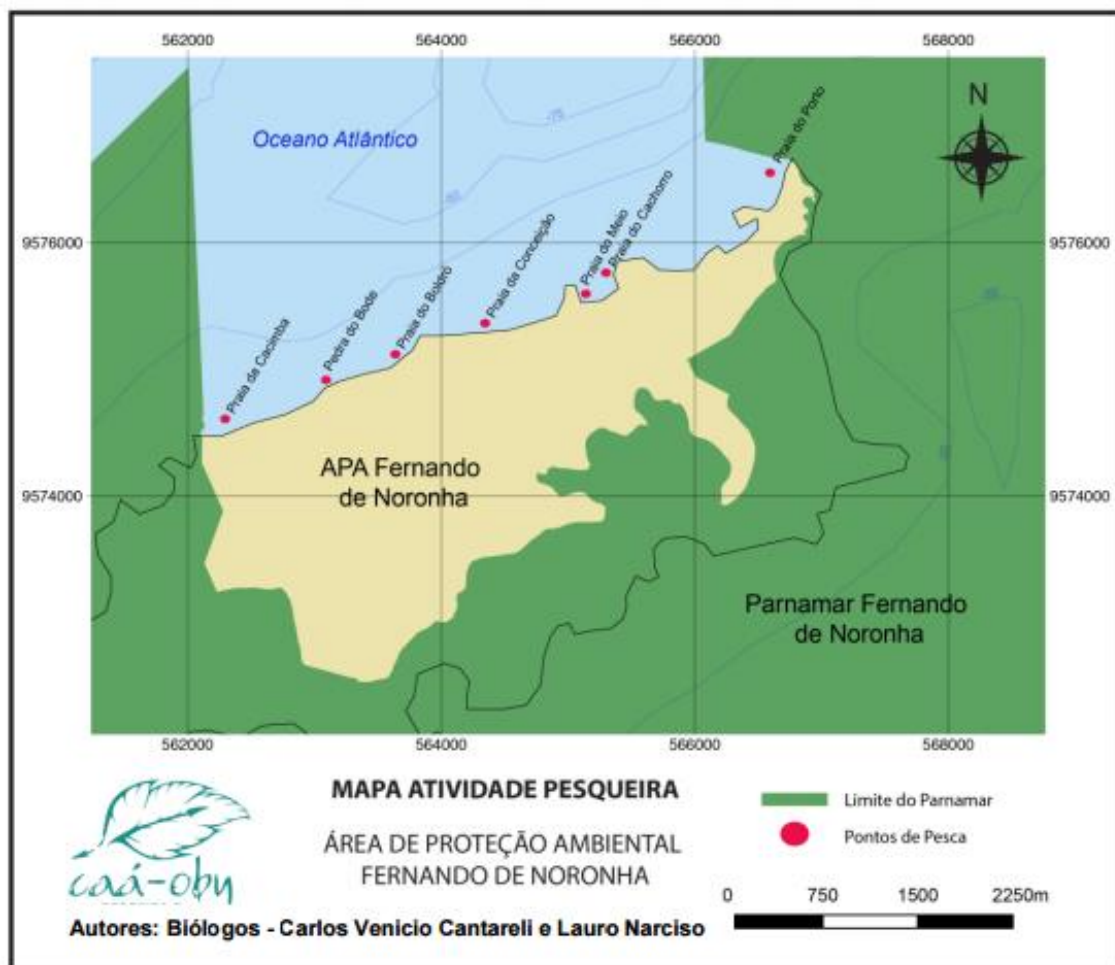 562000 564000 566000 568000
N
Oceano Atlântico
-75
-50
Praia do Porto
9576000 9576000
Praia da Cacimba
Pedra do Bode
Praia do Boldró
Praia da Conceição
Praia do Meio
Praia do Cachorro
APA Fernando
de Noronha
9574000 9574000
Parnamar Fernando
de Noronha
562000 564000 566000 568000
MAPA ATIVIDADE PESQUEIRA
ÁREA DE PROTEÇÃO AMBIENTAL
FERNANDO DE NORONHA
caá-oby
Limite do Parnamar
Pontos de Pesca
0 750 1500 2250m
Autores: Biólogos - Carlos Venicio Cantareli e Lauro Narciso